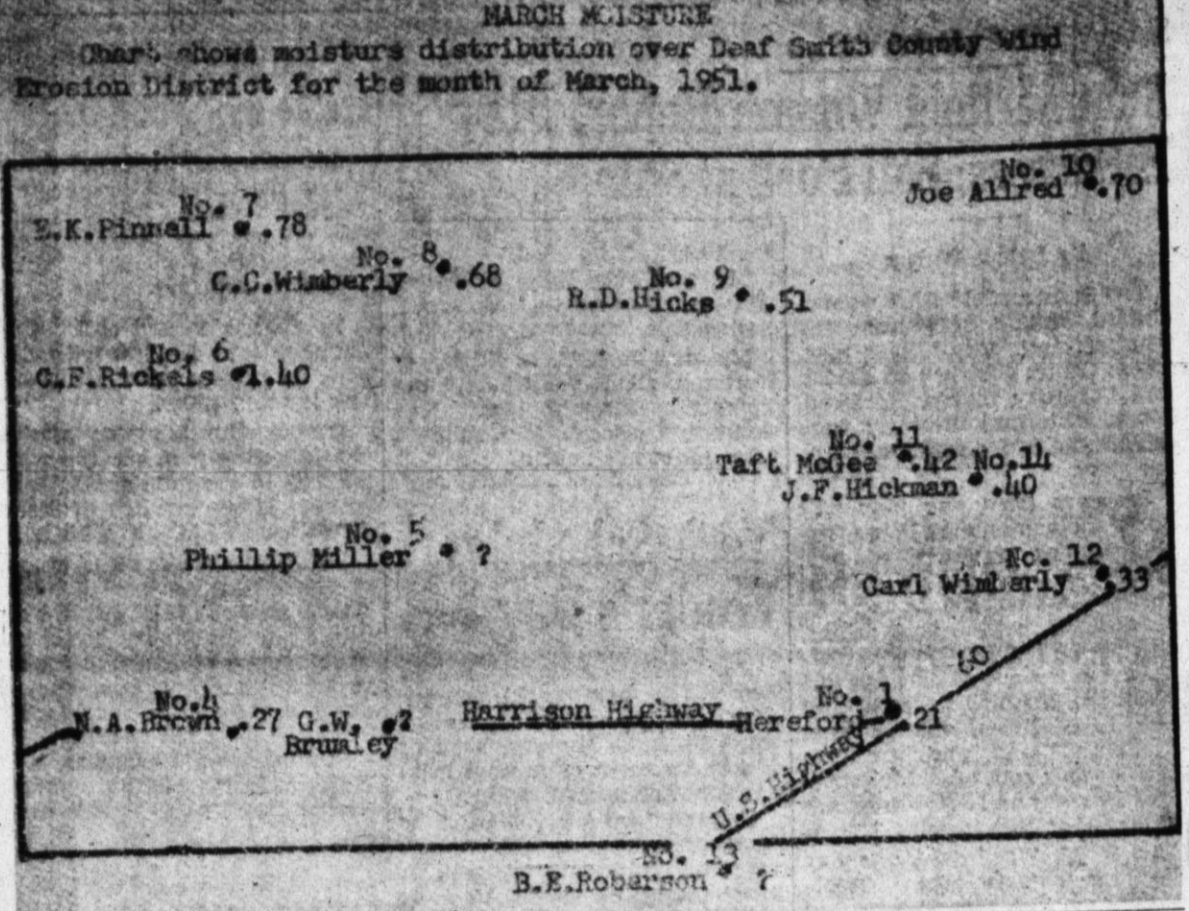 MARCH MOISTURE
Chart shows moisture distribution over Deaf Smith County Wind
Erosion District for the month of March, 1951.
No. 10
Joe Allred .70
No. 7
E.K.Pinnell .78
No. 8
C.C.Wimberly .68
No. 9
R.D.Hicks .51
No. 6
C.F.Rickels 1.40
No. 11
Taft McGee .42
No.14
J.F.Hickman .40
No. 5
Phillip Miller ?
No. 12
Carl Wimberly .33
60
No.4
N.A.Brown .27
G.W. ?
Brumley
Harrison Highway
No. 1
Hereford .21
U.S.Highway
No. 13
B.E.Roberson ?